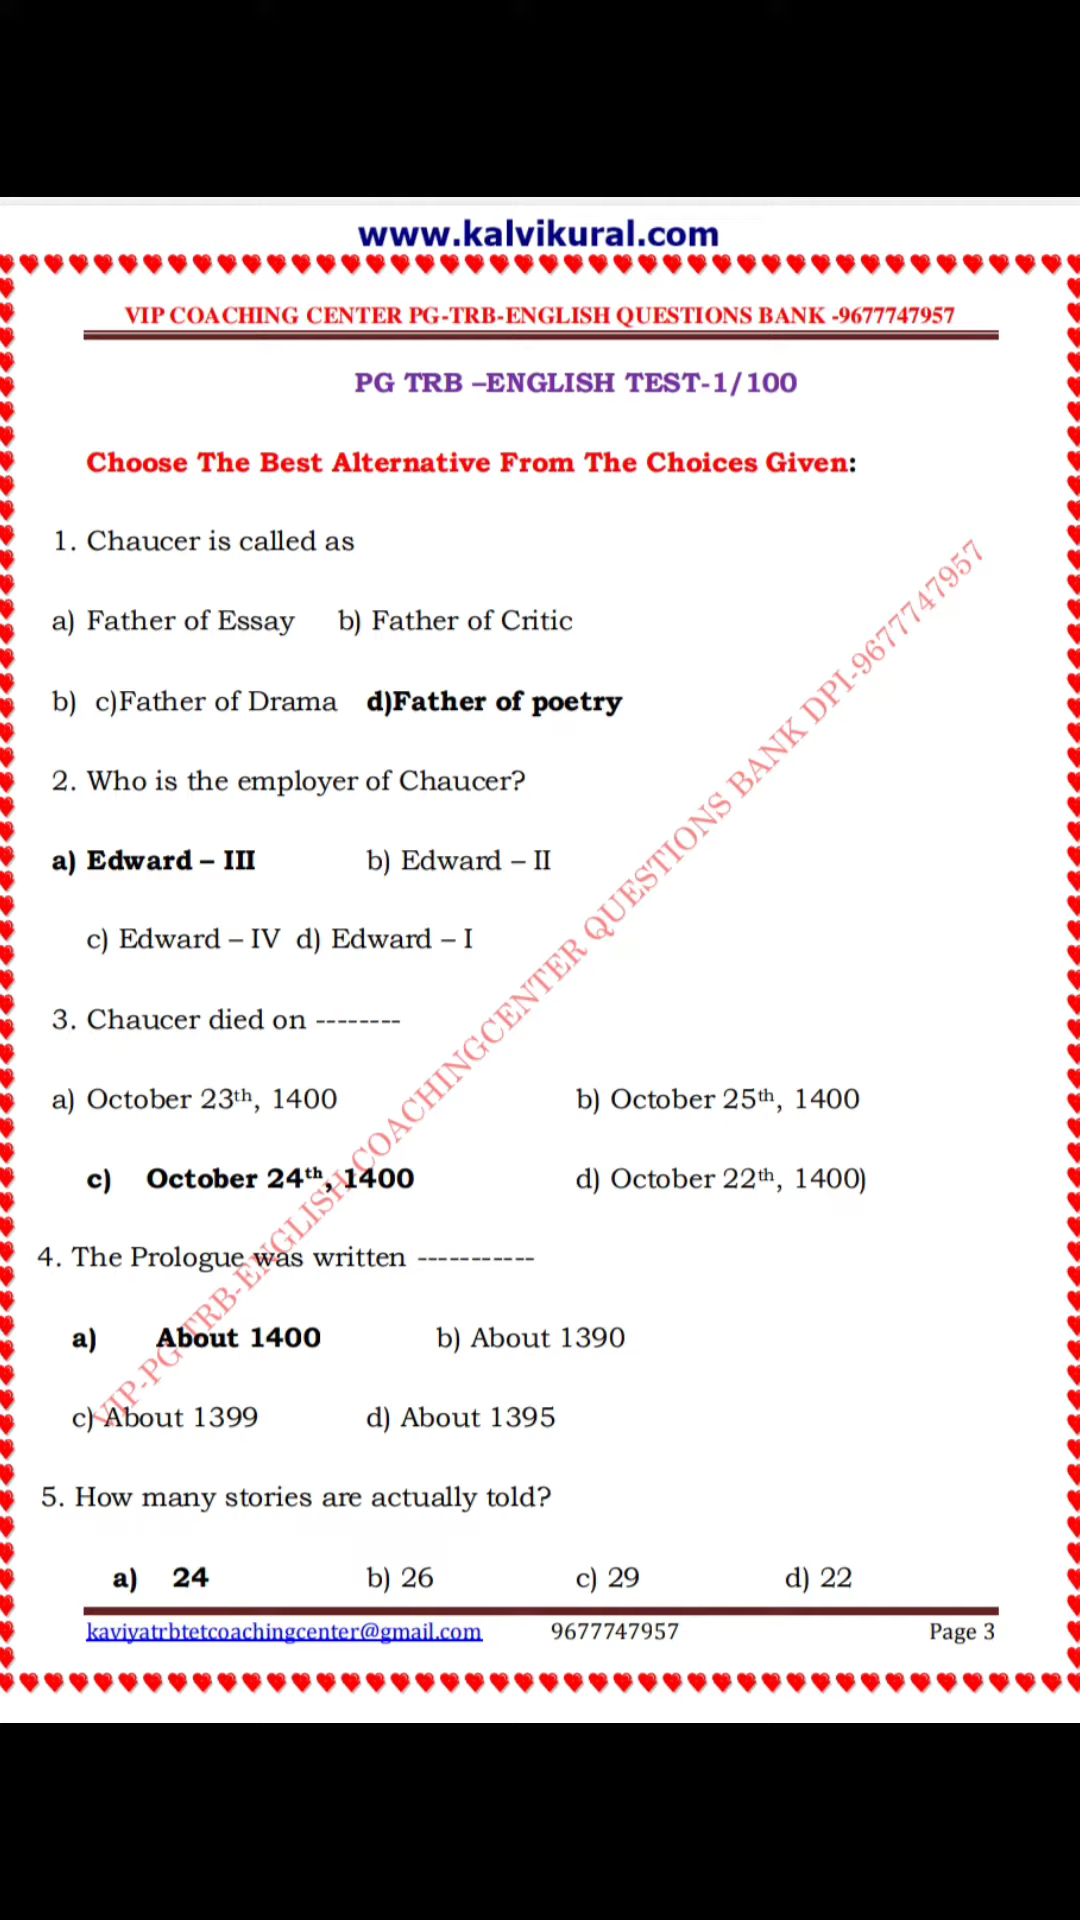 www.kalvikural.com
VIP COACHING CENTER PG-TRB-ENGLISH QUESTIONS BANK -9677747957
PG TRB –ENGLISH TEST-1/100
Choose The Best Alternative From The Choices Given:
1. Chaucer is called as
a) Father of Essay b) Father of Critic
b) c)Father of Drama d)Father of poetry
2. Who is the employer of Chaucer?
a) Edward – III b) Edward – II
c) Edward – IV d) Edward – I
3. Chaucer died on --------
a) October 23th, 1400 b) October 25th, 1400
c) October 24th, 1400 d) October 22th, 1400)
4. The Prologue was written -----------
a) About 1400 b) About 1390
c) About 1399 d) About 1395
5. How many stories are actually told?
a) 24 b) 26 c) 29 d) 22
VIP-PG TRB-ENGLISH COACHINGCENTER QUESTIONS BANK DPI-9677747957
kaviyatrbtetcoachingcenter@gmail.com 9677747957 Page 3